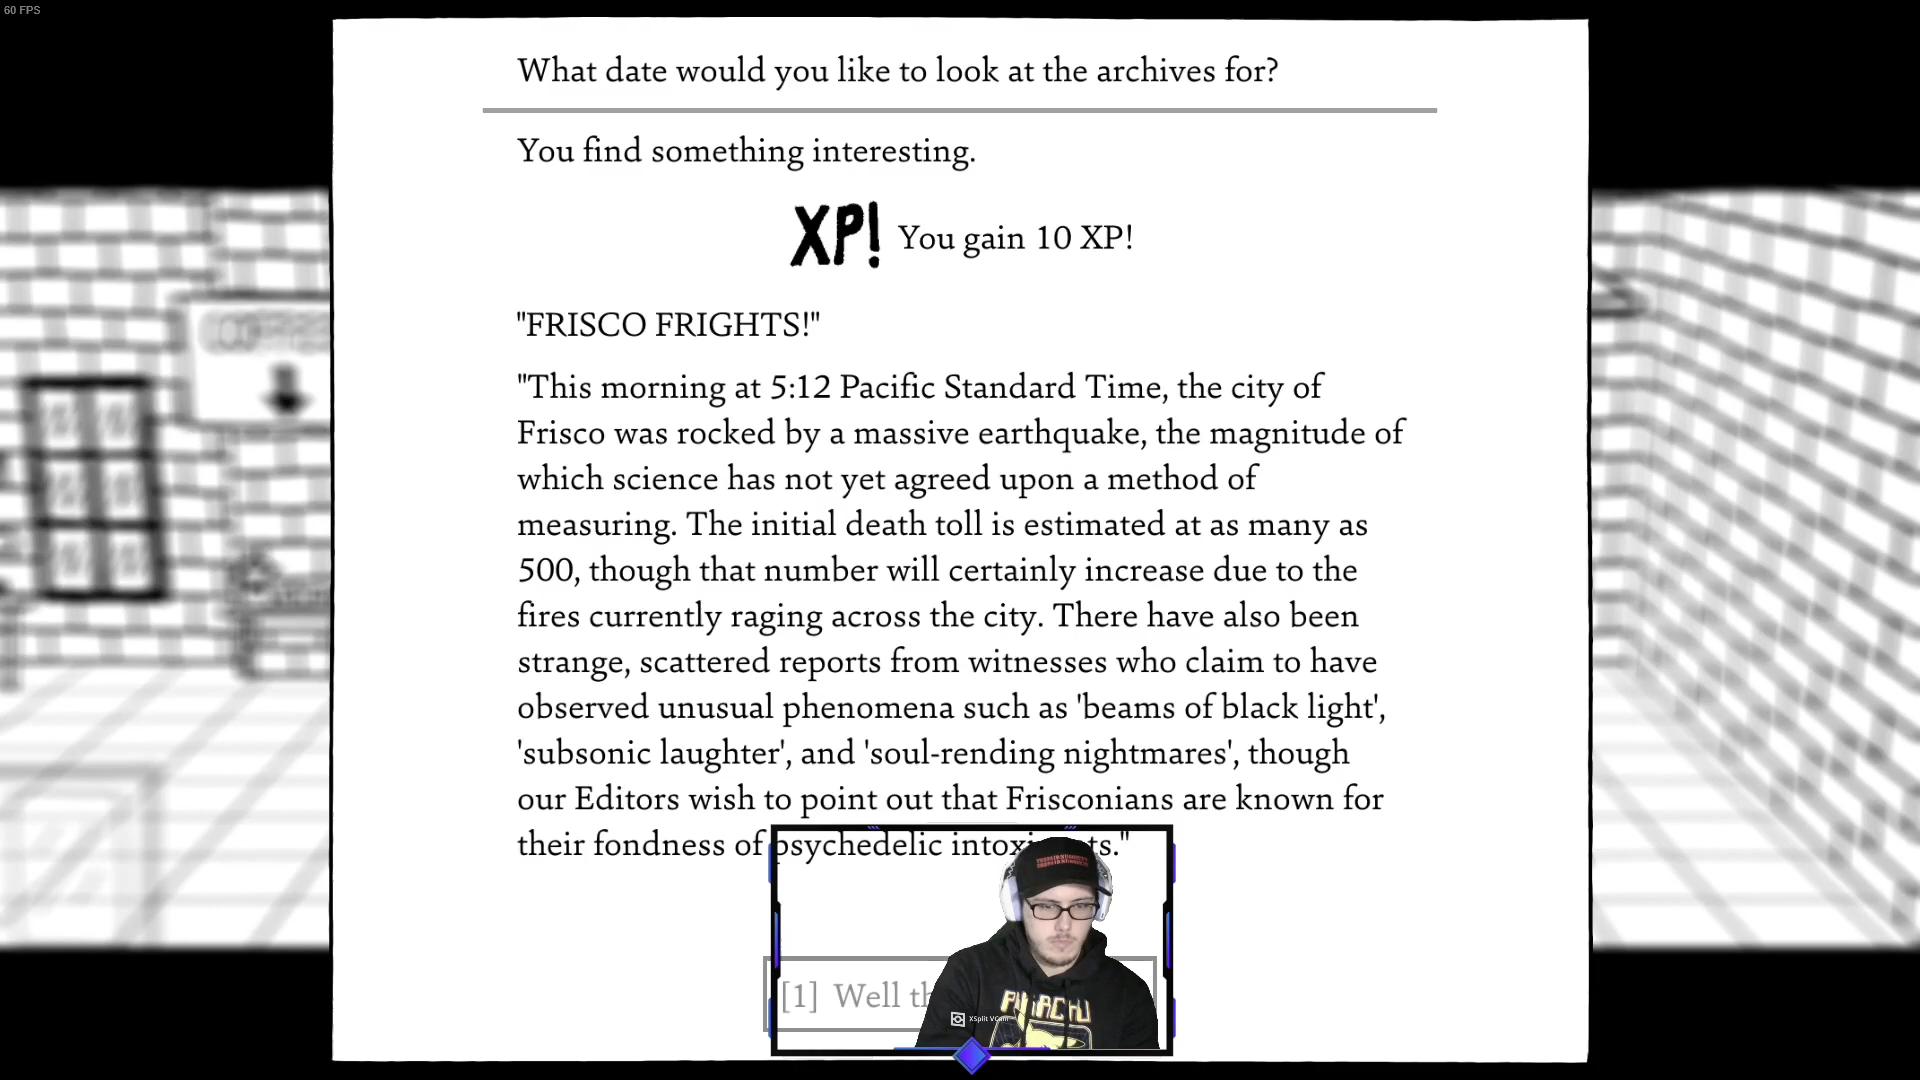 60 FPS
What date would you like to look at the archives for?
You find something interesting.
XP! You gain 10 XP!
"FRISCO FRIGHTS!"
"This morning at 5:12 Pacific Standard Time, the city of
Frisco was rocked by a massive earthquake, the magnitude of
which science has not yet agreed upon a method of
measuring. The initial death toll is estimated at as many as
500, though that number will certainly increase due to the
fires currently raging across the city. There have also been
strange, scattered reports from witnesses who claim to have
observed unusual phenomena such as 'beams of black light',
'subsonic laughter', and 'soul-rending nightmares', though
our Editors wish to point out that Frisconians are known for
their fondness of psychedelic
[1] Well
XSplit VCam